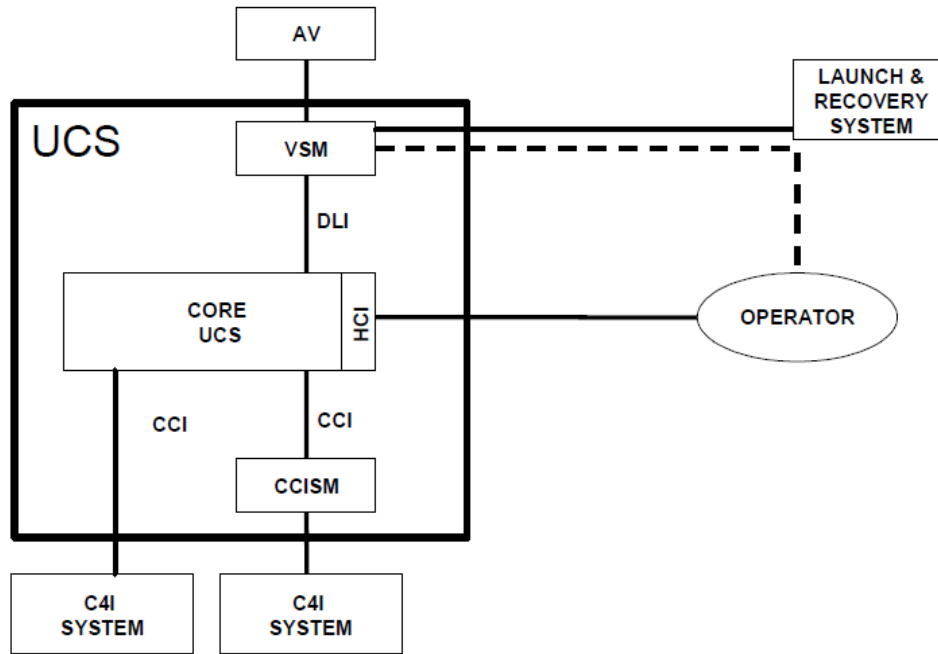 AV
LAUNCH &
RECOVERY
SYSTEM
UCS
VSM
DLI
CORE
UCS
HCI
OPERATOR
CCI
CCI
CCISM
C4I
SYSTEM
C4I
SYSTEM